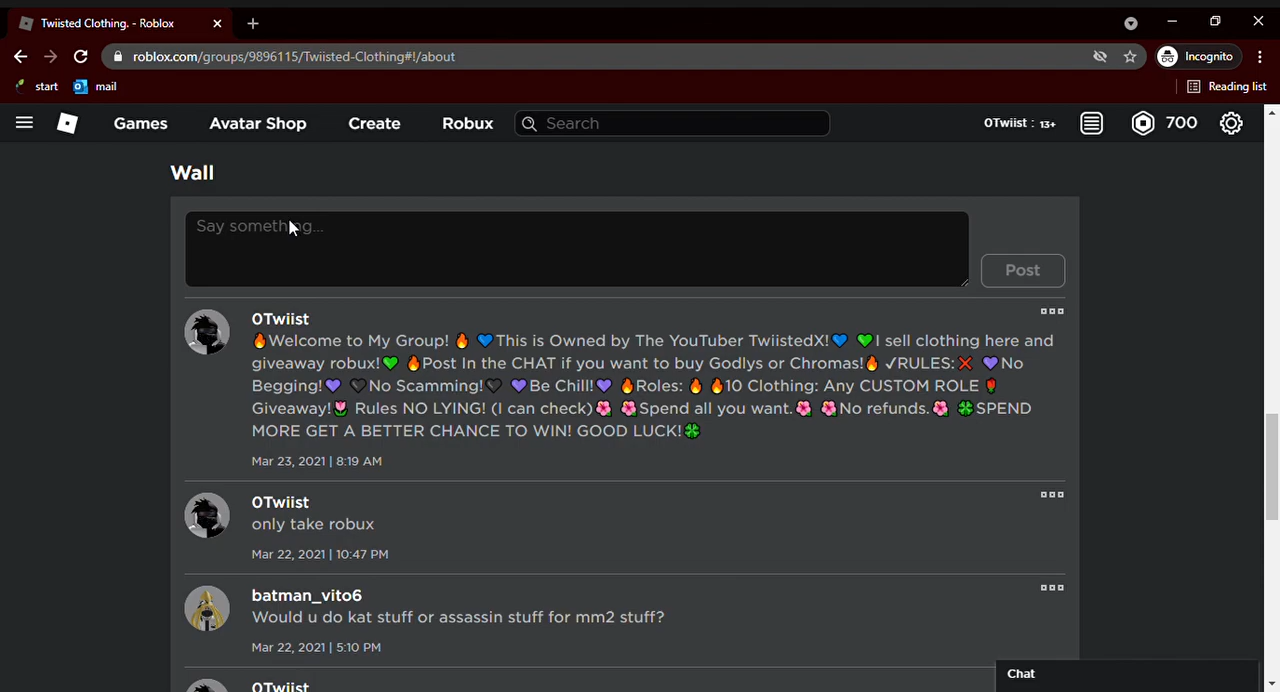 Twiisted Clothing. - Roblox
roblox.com/groups/9896115/Twiisted-Clothing#!/about
Incognito
start
mail
Reading list
Games
Avatar Shop
Create
Robux
Search
0Twiist : 13+
700
Wall
Say something...
Post
0Twiist
🔥Welcome to My Group! 🔥 💙This is Owned by The YouTuber TwiistedX!💙 💚I sell clothing here and
giveaway robux!💚 🔥Post In the CHAT if you want to buy Godlys or Chromas!🔥 ✓RULES:❌ 💜No
Begging!💜 🖤No Scamming!🖤 💜Be Chill!💜 🔥Roles: 🔥 🔥10 Clothing: Any CUSTOM ROLE🌹
Giveaway!🌷 Rules NO LYING! (I can check)🌺 🌺Spend all you want.🌺 🌺No refunds.🌺 🍀SPEND
MORE GET A BETTER CHANCE TO WIN! GOOD LUCK!🍀
Mar 23, 2021 | 8:19 AM
0Twiist
only take robux
Mar 22, 2021 | 10:47 PM
batman_vito6
Would u do kat stuff or assassin stuff for mm2 stuff?
Mar 22, 2021 | 5:10 PM
0Twiist
Chat